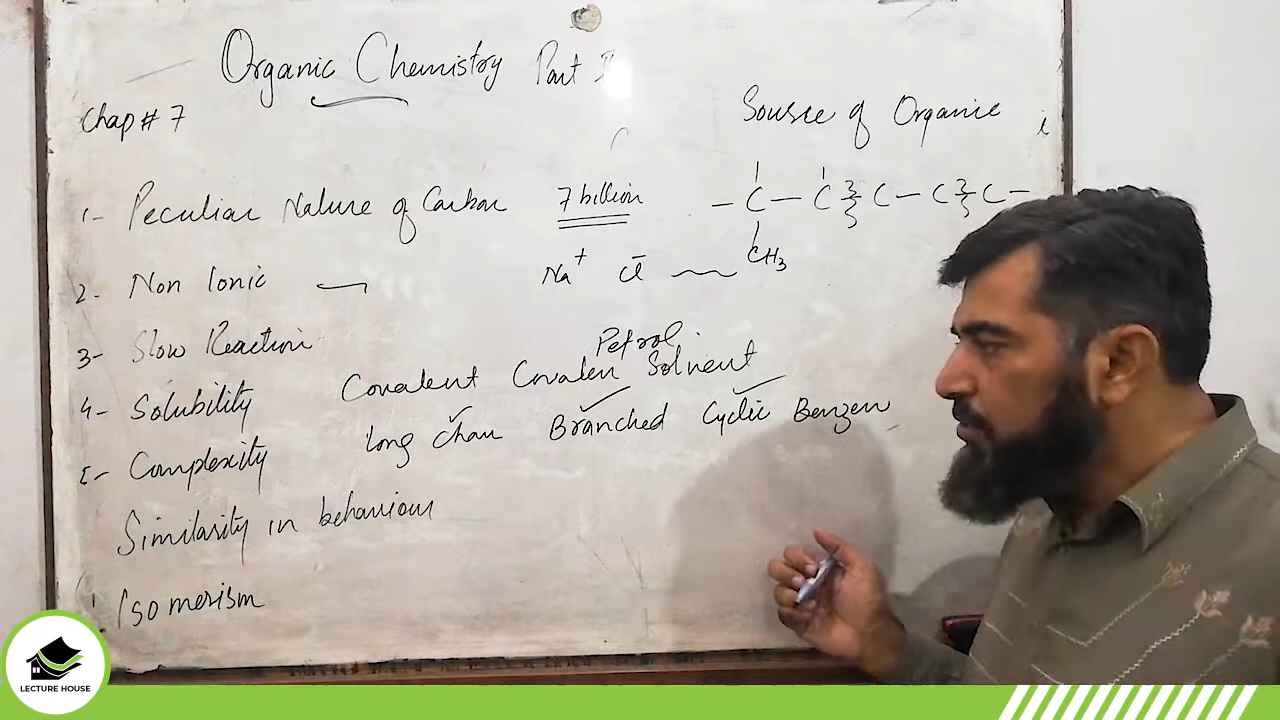 Organic Chemistry Part II
Chap # 7
Sourse of Organic
1- Peculiar Nature of Carbon 7 billion
- C - C C - C C -
CH3
2- Non Ionic Na+ Cl-
3- Slow Reaction
Petrol
4- Solubility Covalent Covalen Solvent
5- Complexity long chan Branched Cyclic Benzen
Similarity in behaviour
Isomerism
LECTURE HOUSE